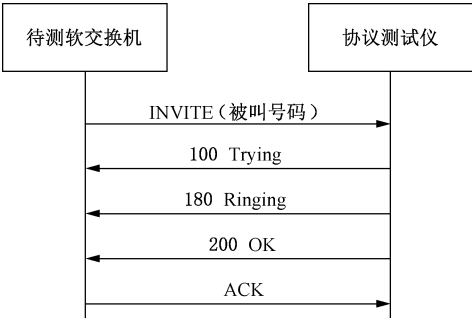 待测软交换机
协议测试仪
INVITE(被叫号码)
100 Trying
180 Ringing
200 OK
ACK